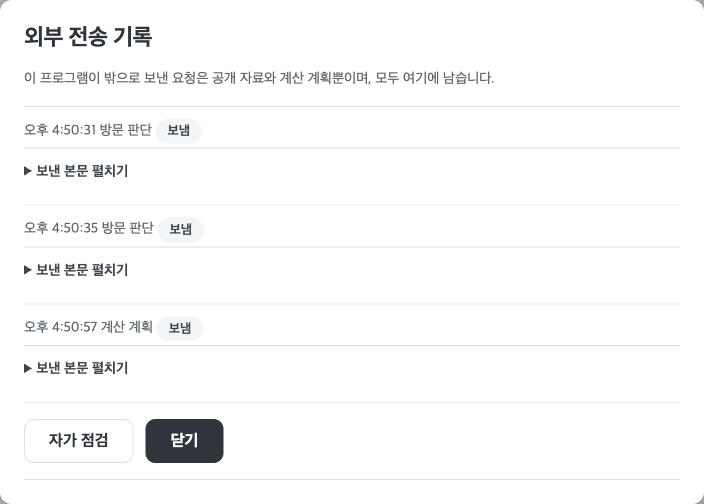 외부 전송 기록
이 프로그램이 밖으로 보낸 요청은 공개 자료와 계산 계획뿐이며, 모두 여기에 남습니다.
오후 4:50:31 방문 판단 보냄
▶ 보낸 본문 펼치기
오후 4:50:35 방문 판단 보냄
▶ 보낸 본문 펼치기
오후 4:50:57 계산 계획 보냄
▶ 보낸 본문 펼치기
자가 점검 닫기